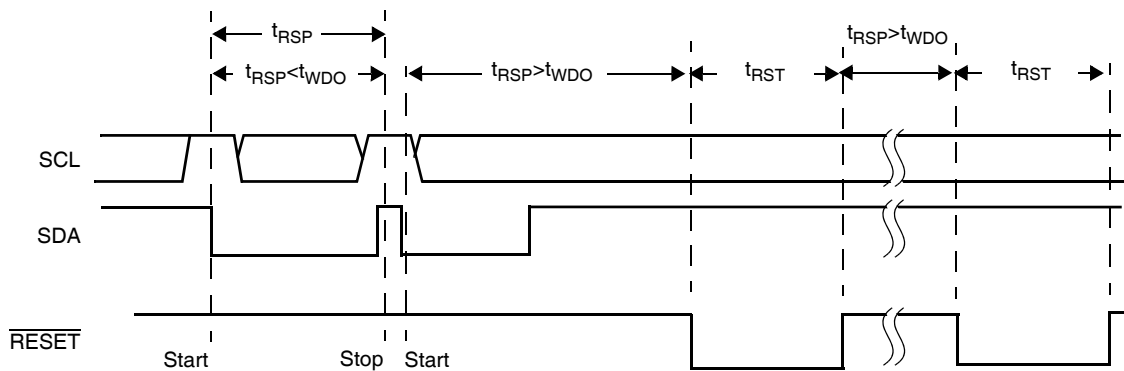 tRSP
tRSP>tWDO
tRSP<tWDO
tRSP>tWDO
tRST
tRST
SCL
SDA
RESET
Start
Stop
Start